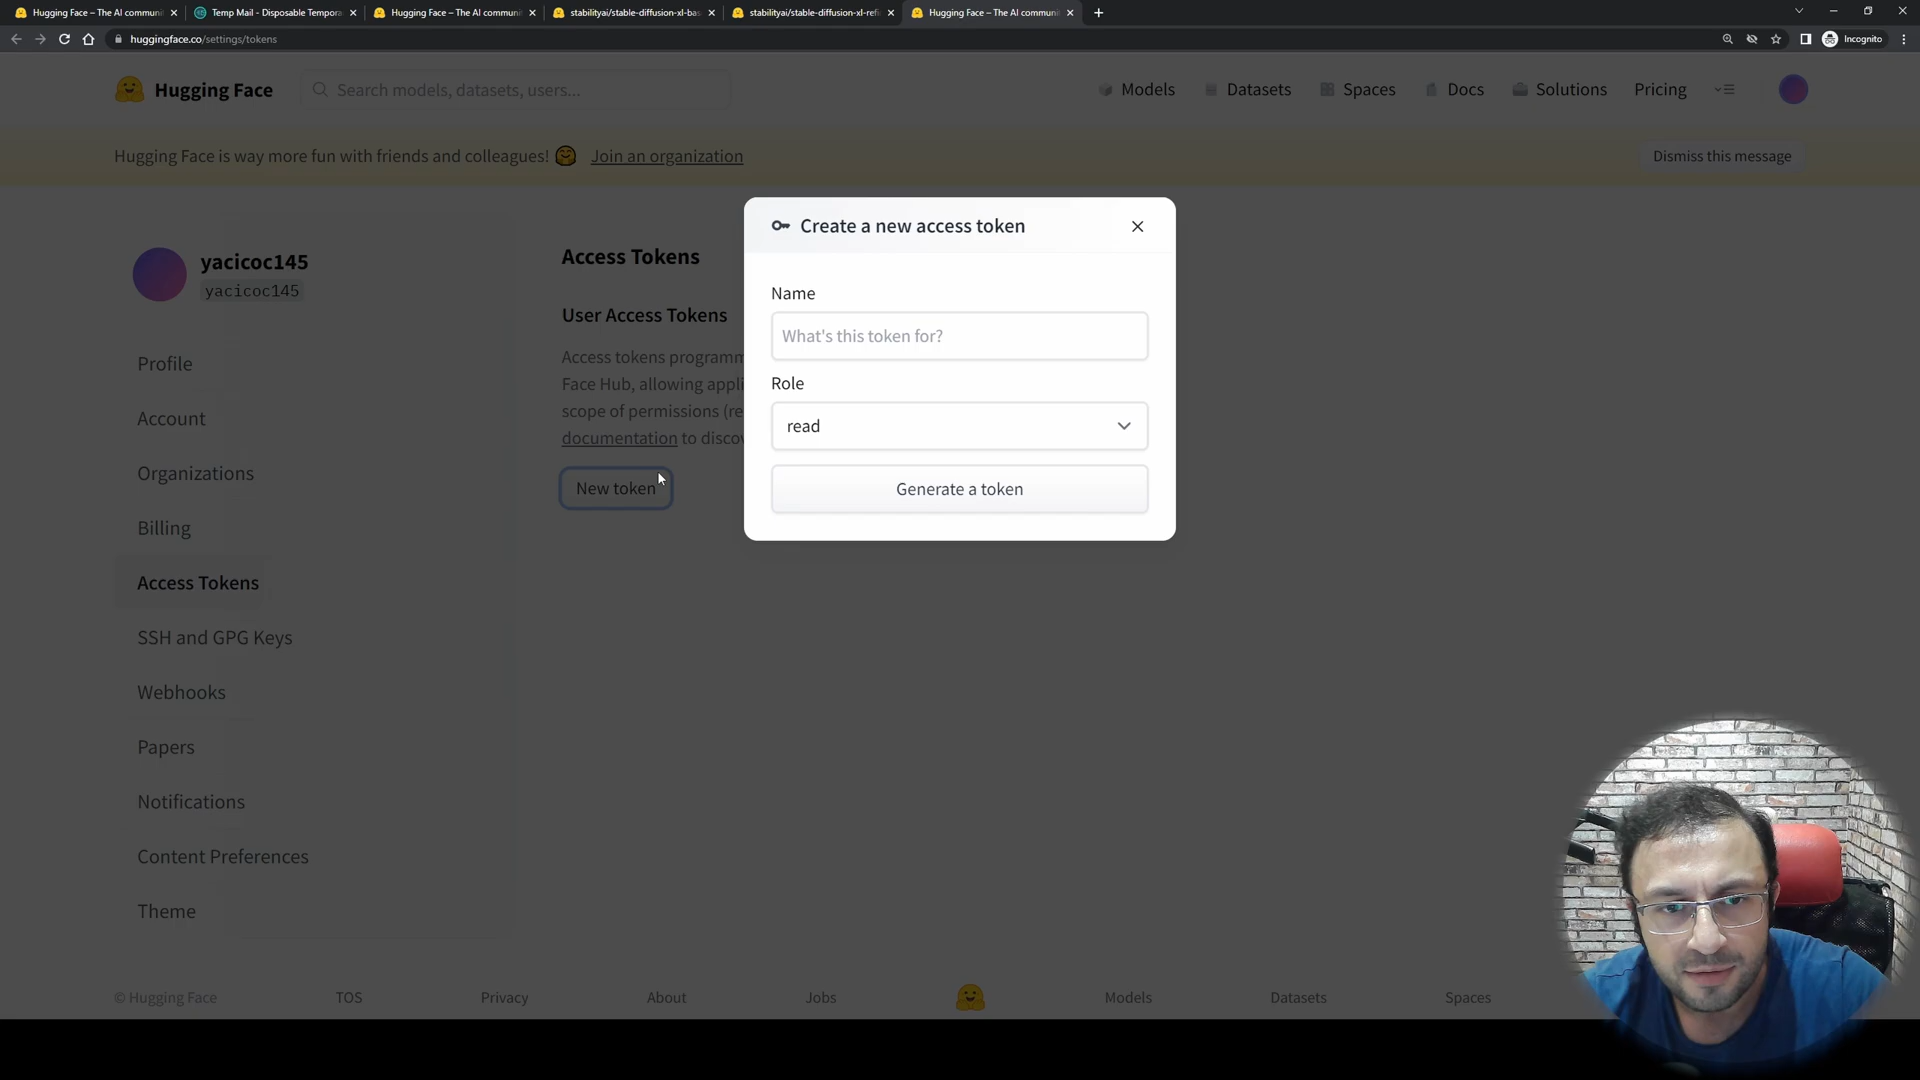 Hugging Face – The AI communi
Temp Mail - Disposable Tempora
Hugging Face – The AI communi
stabilityai/stable-diffusion-xl-bas
stabilityai/stable-diffusion-xl-refi
Hugging Face – The AI communi
huggingface.co/settings/tokens
Incognito
Hugging Face
Search models, datasets, users...
Models
Datasets
Spaces
Docs
Solutions
Pricing
Hugging Face is way more fun with friends and colleagues!
Join an organization
Dismiss this message
yacicoc145
yacicoc145
Profile
Account
Organizations
Billing
Access Tokens
SSH and GPG Keys
Webhooks
Papers
Notifications
Content Preferences
Theme
Access Tokens
User Access Tokens
Access tokens programm
Face Hub, allowing appli
scope of permissions (re
documentation to disco
New token
Create a new access token
Name
What's this token for?
Role
read
Generate a token
© Hugging Face
TOS
Privacy
About
Jobs
Models
Datasets
Spaces